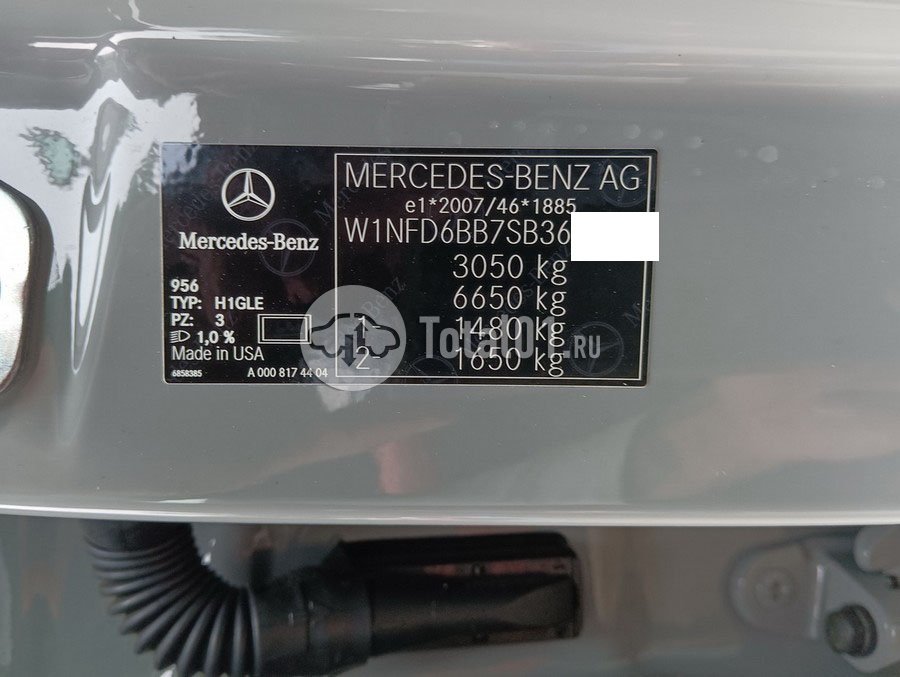 MERCEDES-BENZ AG
e1*2007/46*1885
W1NFD6BB7SB36
3050 kg
6650 kg
1- 1480 kg
2- 1650 kg
Mercedes-Benz
956
TYP: H1GLE
PZ: 3
1,0 %
Made in USA
6858385 A 000 817 44 04
Total01.RU